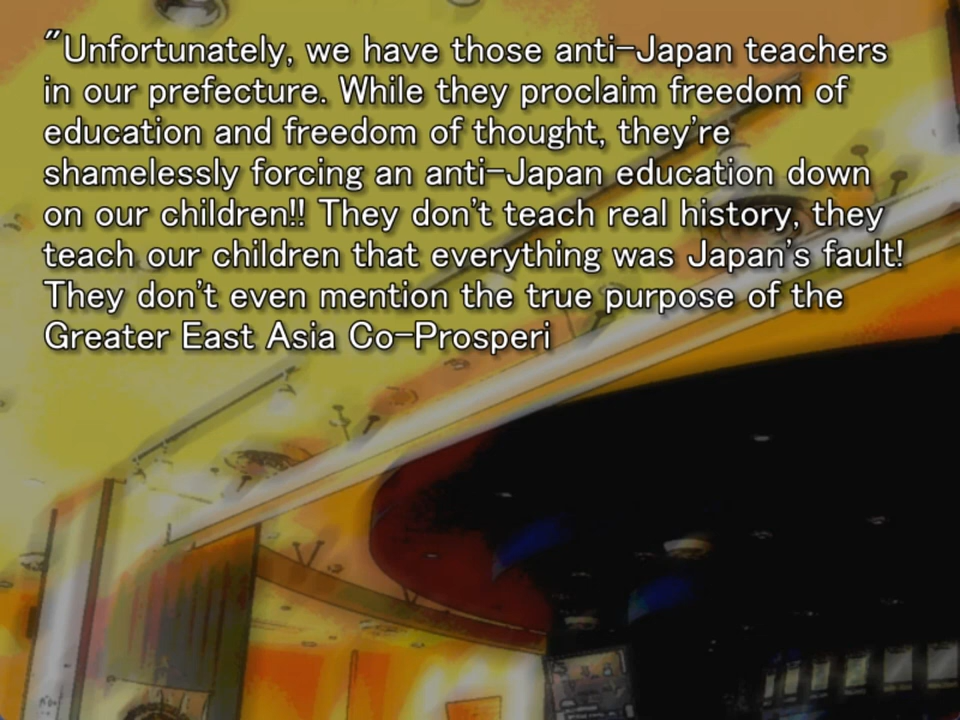 "Unfortunately, we have those anti-Japan teachers
in our prefecture. While they proclaim freedom of
education and freedom of thought, they're
shamelessly forcing an anti-Japan education down
on our children!! They don't teach real history, they
teach our children that everything was Japan's fault!
They don't even mention the true purpose of the
Greater East Asia Co-Prosperi